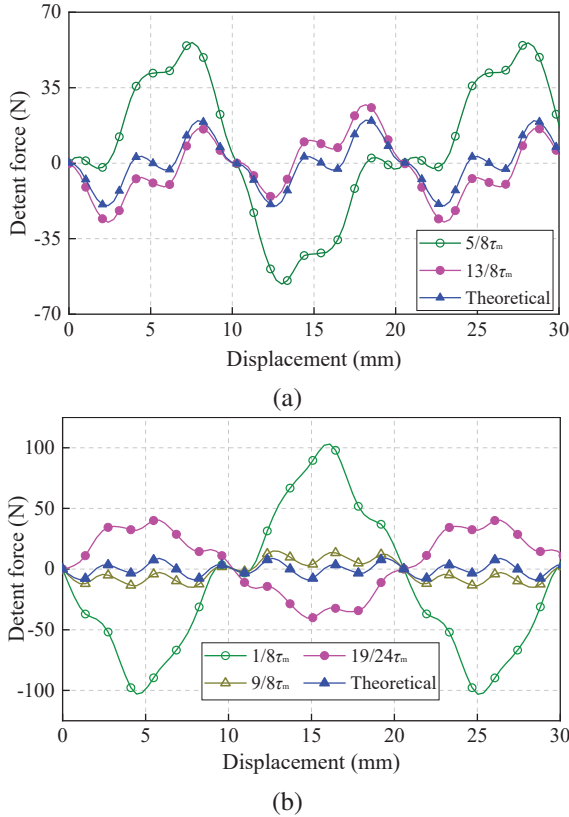 70
35
0
-35
-70
Detent force (N)
5/8τₘ
13/8τₘ
Theoretical
0 5 10 15 20 25 30
Displacement (mm)
(a)
100
50
0
-50
-100
Detent force (N)
1/8τₘ 19/24τₘ
9/8τₘ Theoretical
0 5 10 15 20 25 30
Displacement (mm)
(b)